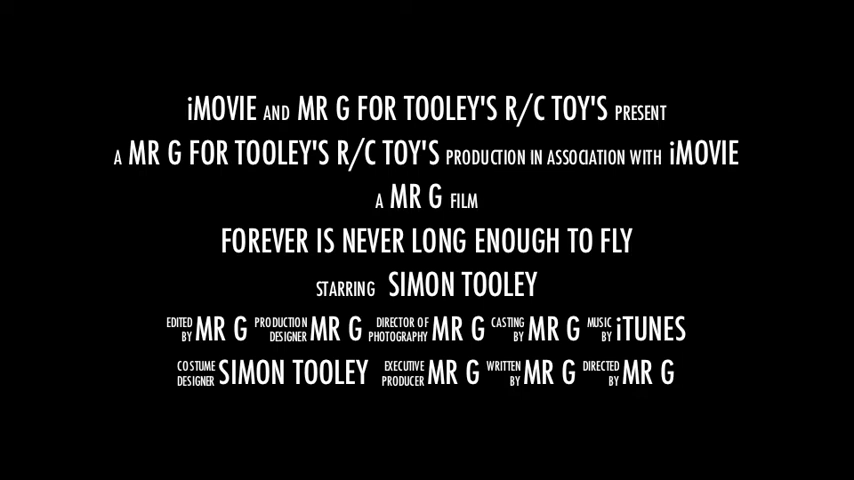 iMOVIE AND MR G FOR TOOLEY'S R/C TOY'S PRESENT
A MR G FOR TOOLEY'S R/C TOY'S PRODUCTION IN ASSOCIATION WITH iMOVIE
A MR G FILM
FOREVER IS NEVER LONG ENOUGH TO FLY
STARRING SIMON TOOLEY
EDITED BY MR G PRODUCTION DESIGNER MR G DIRECTOR OF PHOTOGRAPHY MR G CASTING BY MR G MUSIC BY iTUNES
COSTUME DESIGNER SIMON TOOLEY EXECUTIVE PRODUCER MR G WRITTEN BY MR G DIRECTED BY MR G